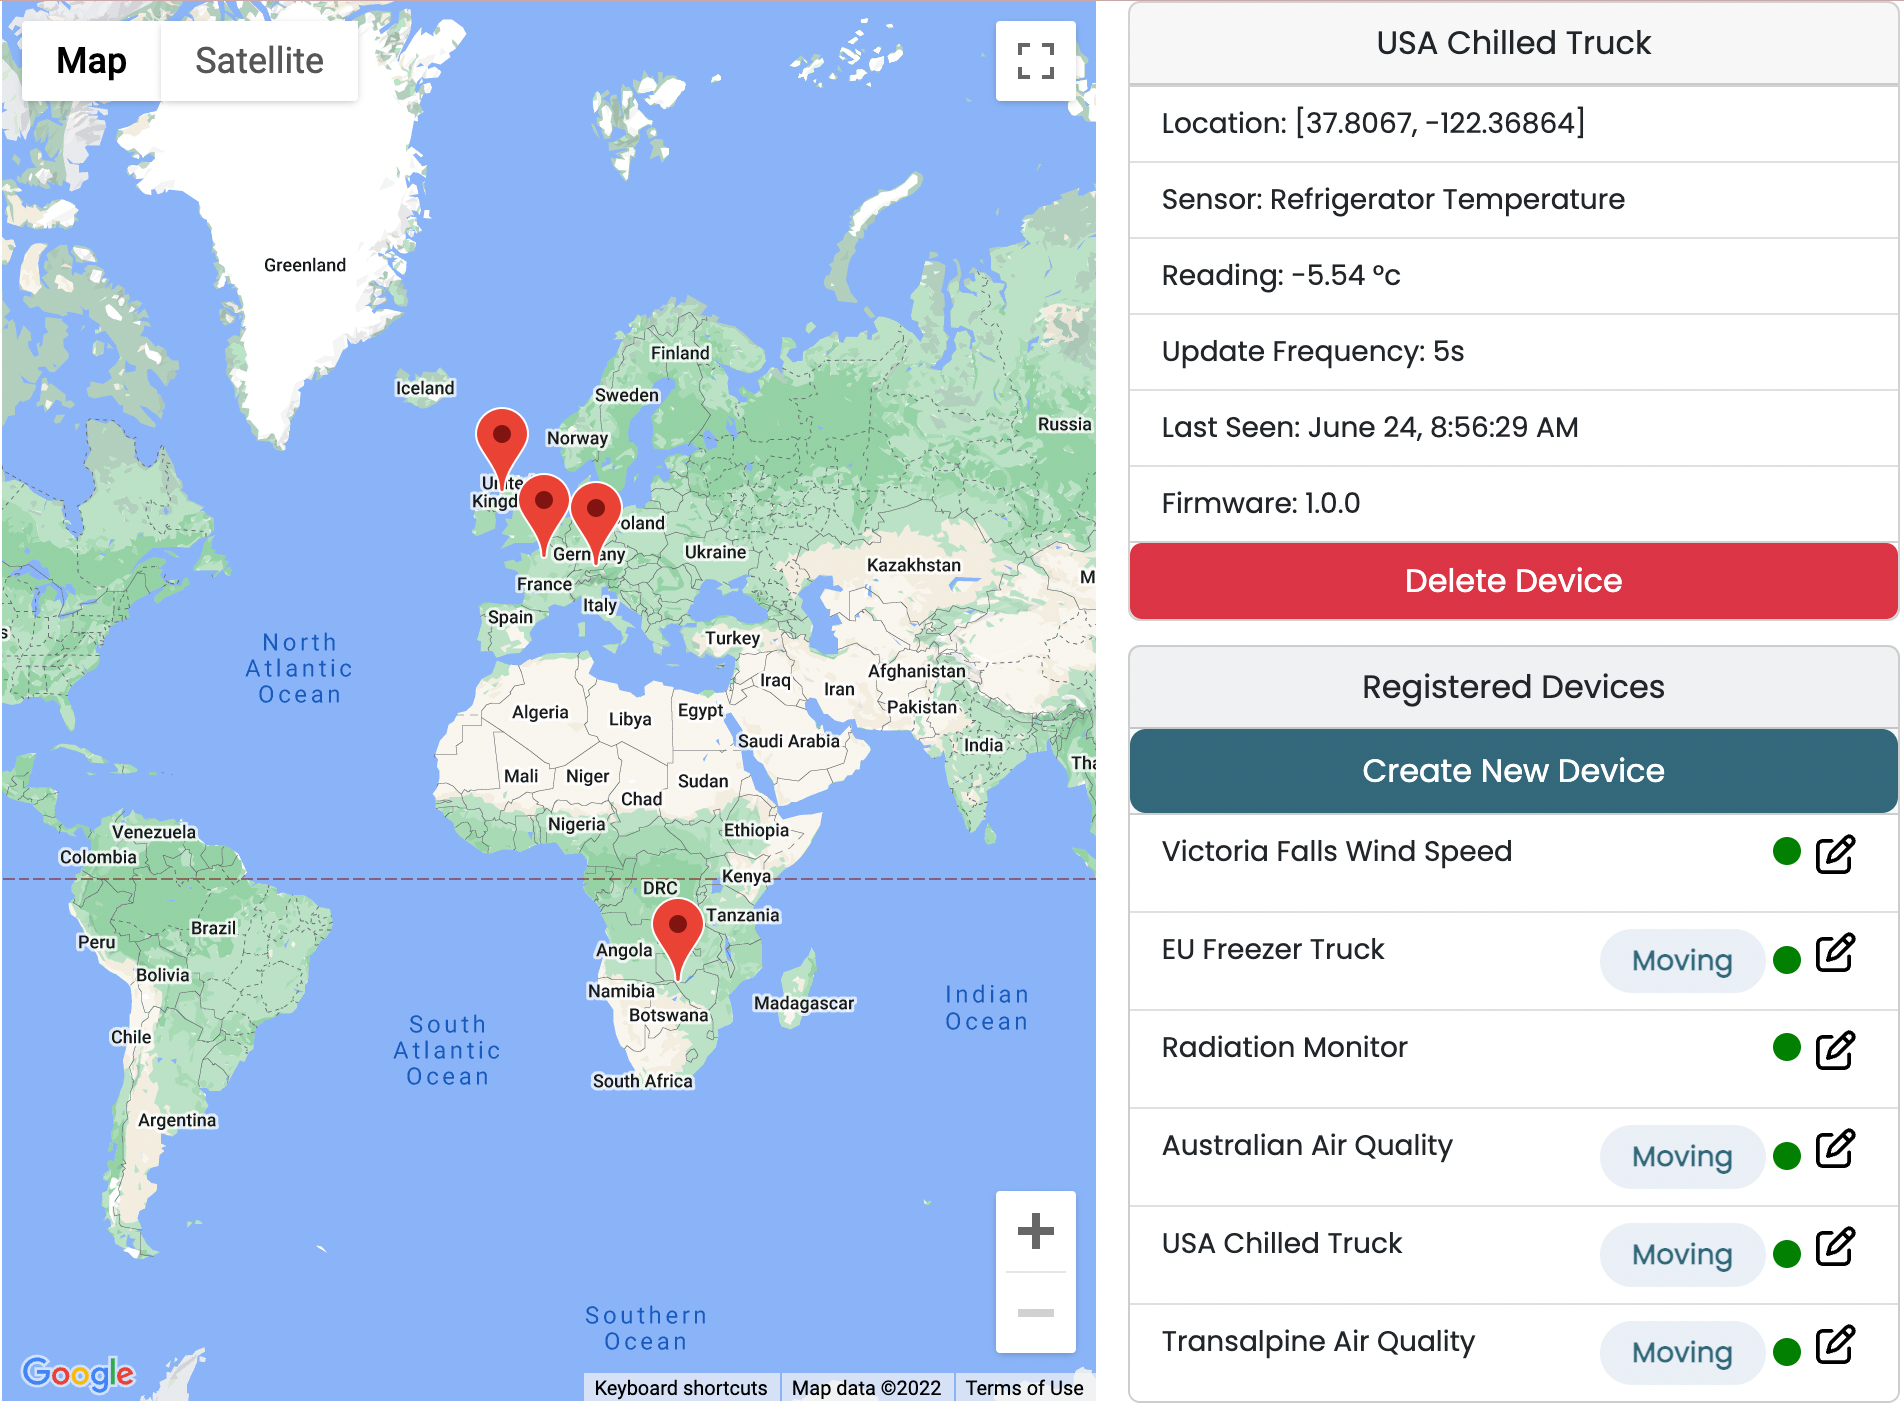 Map
Satellite
Greenland
Iceland
Finland
Sweden
Norway
Russia
Unite
Kingd
oland
Germany
Ukraine
Kazakhstan
M
France
Italy
Spain
s
Turkey
North
Atlantic
Ocean
Afghanistan
Iraq
Iran
Pakistan
Algeria
Libya
Egypt
Saudi Arabia
India
Tha
Mali
Niger
Sudan
Chad
Nigeria
Ethiopia
Venezuela
Colombia
Kenya
DRC
Tanzania
Brazil
Peru
Angola
Bolivia
Namibia
Madagascar
Botswana
Indian
Ocean
Chile
South
Atlantic
Ocean
South Africa
Argentina
Southern
Ocean
Google
Keyboard shortcuts
Map data ©2022
Terms of Use
USA Chilled Truck
Location: [37.8067, -122.36864]
Sensor: Refrigerator Temperature
Reading: -5.54 °c
Update Frequency: 5s
Last Seen: June 24, 8:56:29 AM
Firmware: 1.0.0
Delete Device
Registered Devices
Create New Device
Victoria Falls Wind Speed
EU Freezer Truck Moving
Radiation Monitor
Australian Air Quality Moving
USA Chilled Truck Moving
Transalpine Air Quality Moving